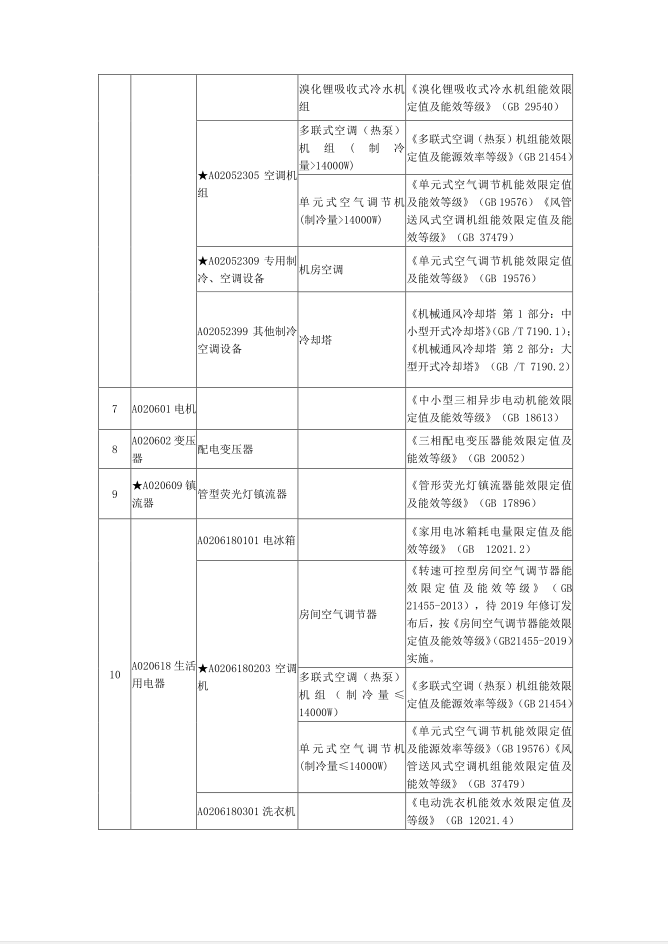 溴化锂吸收式冷水机
组
《溴化锂吸收式冷水机组能效限
定值及能效等级》（GB 29540）
★A02052305 空调机
组
多联式空调（热泵）
机组(制冷
量>14000W)
《多联式空调（热泵）机组能效限
定值及能源效率等级》（GB 21454）
单元式空气调节机
(制冷量>14000W)
《单元式空气调节机能效限定值
及能效等级》（GB 19576）《风管
送风式空调机组能效限定值及能
效等级》（GB 37479）
★A02052309 专用制
冷、空调设备
机房空调
《单元式空气调节机能效限定值
及能效等级》（GB 19576）
A02052399 其他制冷
空调设备
冷却塔
《机械通风冷却塔 第 1 部分：中
小型开式冷却塔》（GB /T 7190.1）；
《机械通风冷却塔 第 2 部分：大
型开式冷却塔》（GB /T 7190.2）
7
A020601 电机
《中小型三相异步电动机能效限
定值及能效等级》（GB 18613）
8
A020602 变压
器
配电变压器
《三相配电变压器能效限定值及
能效等级》（GB 20052）
9
★A020609 镇
流器
管型荧光灯镇流器
《管形荧光灯镇流器能效限定值
及能效等级》（GB 17896）
10
A020618 生活
用电器
A0206180101 电冰箱
《家用电冰箱耗电量限定值及能
效等级》（GB 12021.2）
★A0206180203 空调
机
房间空气调节器
《转速可控型房间空气调节器能
效限定值及能效等级》（GB
21455-2013），待 2019 年修订发
布后，按《房间空气调节器能效限
定值及能效等级》（GB21455-2019）
实施。
多联式空调（热泵）
机组（制冷量≤
14000W）
《多联式空调（热泵）机组能效限
定值及能源效率等级》（GB 21454）
单元式空气调节机
(制冷量≤14000W)
《单元式空气调节机能效限定值
及能源效率等级》（GB 19576）《风
管送风式空调机组能效限定值及
能效等级》（GB 37479）
A0206180301 洗衣机
《电动洗衣机能效水效限定值及
等级》（GB 12021.4）